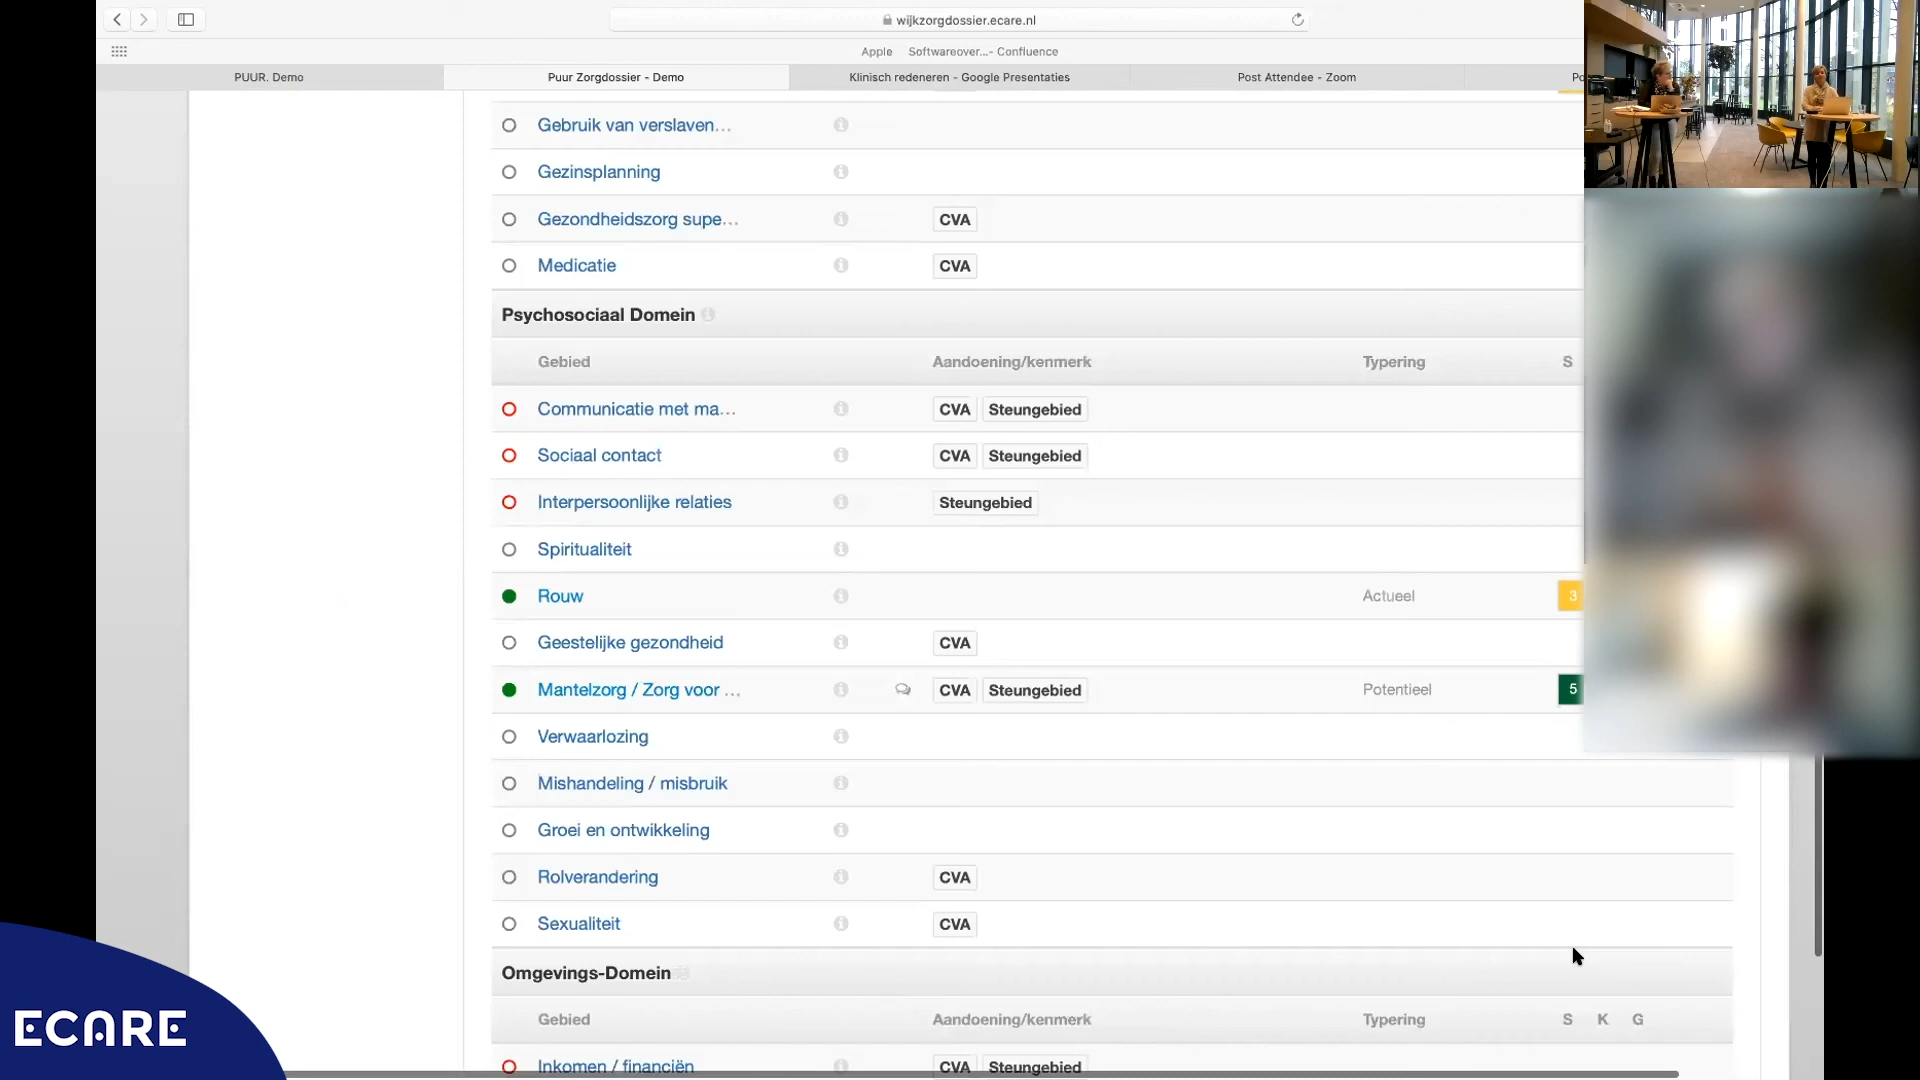 wijkzorgdossier.ecare.nl
Apple Softwareover...- Confluence
PUUR. Demo Puur Zorgdossier - Demo Klinisch redeneren - Google Presentaties Post Attendee - Zoom Po
Gebruik van verslaven...
Gezinsplanning
Gezondheidszorg supe... CVA
Medicatie CVA
Psychosociaal Domein
Gebied Aandoening/kenmerk Typering S
Communicatie met ma... CVA Steungebied
Sociaal contact CVA Steungebied
Interpersoonlijke relaties Steungebied
Spiritualiteit
Rouw Actueel 3
Geestelijke gezondheid CVA
Mantelzorg / Zorg voor ... CVA Steungebied Potentieel 5
Verwaarlozing
Mishandeling / misbruik
Groei en ontwikkeling
Rolverandering CVA
Sexualiteit CVA
Omgevings-Domein
Gebied Aandoening/kenmerk Typering S K G
Inkomen / financiën CVA Steungebied
ECARE